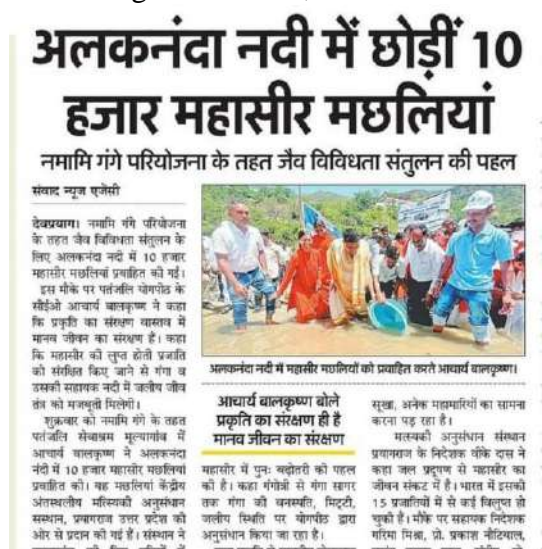 अलकनंदा नदी में छोड़ीं 10
हजार महासीर मछलियां
नमामि गंगे परियोजना के तहत जैव विविधता संतुलन की पहल
संवाद न्यूज एजेंसी
देवप्रयाग। नमामि गंगे परियोजना
के तहत जैव विविधता संतुलन के
लिए अलकनंदा नदी में 10 हजार
महासीर मछलियां प्रवाहित की गईं।
इस मौके पर पतंजलि योगपीठ के
सीईओ आचार्य बालकृष्ण ने कहा
कि प्रकृति का संरक्षण वास्तव में
मानव जीवन का संरक्षण है। कहा
कि महासीर की लुप्त होती प्रजाति
को संरक्षित किए जाने से गंगा व
उसकी सहायक नदी में जलीय जीव
तंत्र को मजबूती मिलेगी।
शुक्रवार को नमामि गंगे के तहत
पतंजलि सेवाश्रम मूल्यागांव में
आचार्य बालकृष्ण ने अलकनंदा
नंदी में 10 हजार महासीर मछलियां
प्रवाहित कीं। यह मछलियां केंद्रीय
अंतस्थलीय मत्स्यिकी अनुसंधान
संस्थान, प्रयागराज उत्तर प्रदेश की
ओर से प्रदान की गई हैं। संस्थान ने
अलकनंदा नदी में महासीर मछलियों को प्रवाहित करते आचार्य बालकृष्ण।
आचार्य बालकृष्ण बोले
प्रकृति का संरक्षण ही है
मानव जीवन का संरक्षण
महासीर में पुनः बढ़ोतरी की पहल
की है। कहा गंगोत्री से गंगा सागर
तक गंगा की वनस्पति, मिट्टी,
जलीय स्थिति पर योगपीठ द्वारा
अनुसंधान किया जा रहा है।
सूखा, अनेक महामारियों का सामना
करना पड़ रहा है।
मत्स्यकी अनुसंधान संस्थान
प्रयागराज के निदेशक वीके दास ने
कहा जल प्रदूषण से महासीर का
जीवन संकट में है। भारत में इसकी
15 प्रजातियों में से कई विलुप्त हो
चुकी हैं। मौके पर सहायक निदेशक
गरिमा मिश्रा, प्रो. प्रकाश नौटियाल,